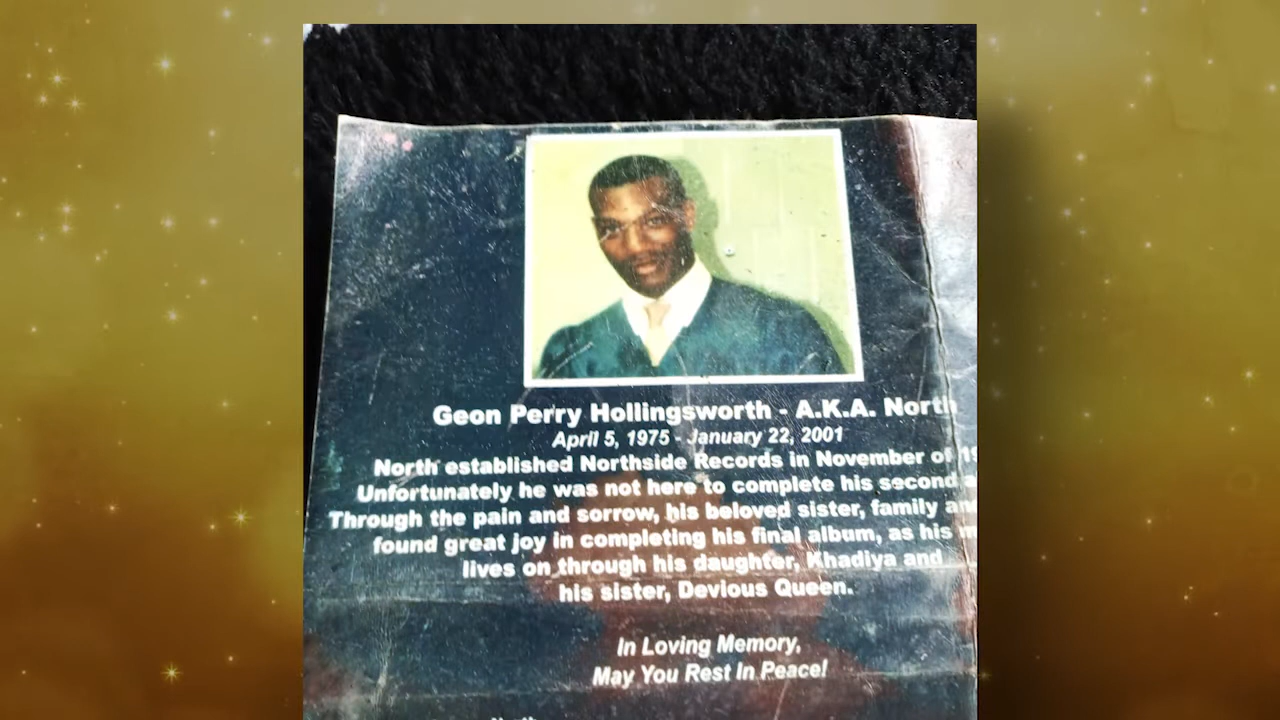 Geon Perry Hollingsworth - A.K.A. North
April 5, 1975 - January 22, 2001
North established Northside Records in November of 19
Unfortunately he was not here to complete his second
Through the pain and sorrow, his beloved sister, family
found great joy in completing his final album, as his
lives on through his daughter, Khadiya and
his sister, Devious Queen.
In Loving Memory,
May You Rest In Peace!